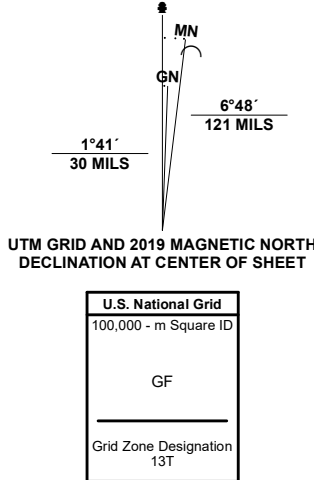 MN
GN
6°48´
121 MILS
1°41´
30 MILS
UTM GRID AND 2019 MAGNETIC NORTH
DECLINATION AT CENTER OF SHEET
U.S. National Grid
100,000 - m Square ID
GF
Grid Zone Designation
13T